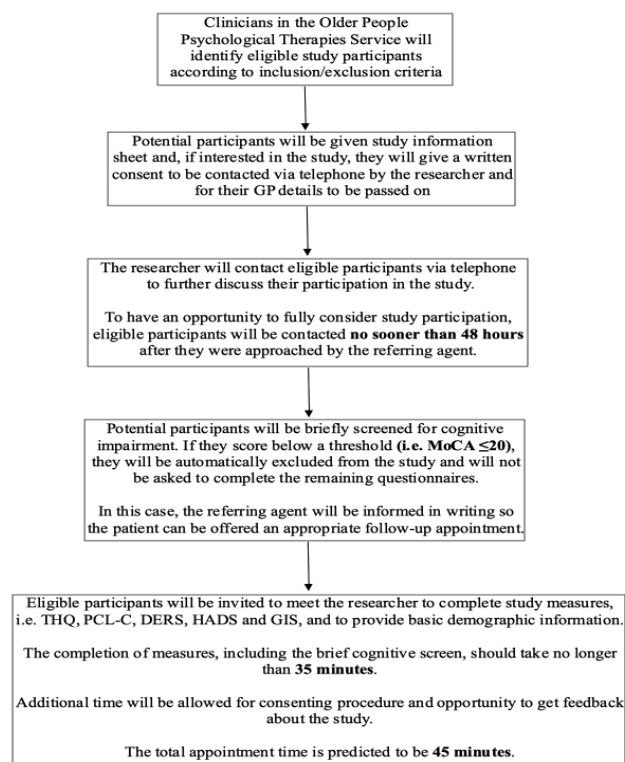 Clinicians in the Older People
Psychological Therapies Service will
identify eligible study participants
according to inclusion/exclusion criteria
Potential participants will be given study information
sheet and, if interested in the study, they will give a written
consent to be contacted via telephone by the researcher and
for their GP details to be passed on
The researcher will contact eligible participants via telephone
to further discuss their participation in the study.
To have an opportunity to fully consider study participation,
eligible participants will be contacted no sooner than 48 hours
after they were approached by the referring agent.
Potential participants will be briefly screened for cognitive
impairment. If they score below a threshold (i.e. MoCA ≤20),
they will be automatically excluded from the study and will not
be asked to complete the remaining questionnaires.
In this case, the referring agent will be informed in writing so
the patient can be offered an appropriate follow-up appointment.
Eligible participants will be invited to meet the researcher to complete study measures,
i.e. THQ, PCL-C, DERS, HADS and GIS, and to provide basic demographic information.
The completion of measures, including the brief cognitive screen, should take no longer
than 35 minutes.
Additional time will be allowed for consenting procedure and opportunity to get feedback
about the study.
The total appointment time is predicted to be 45 minutes.